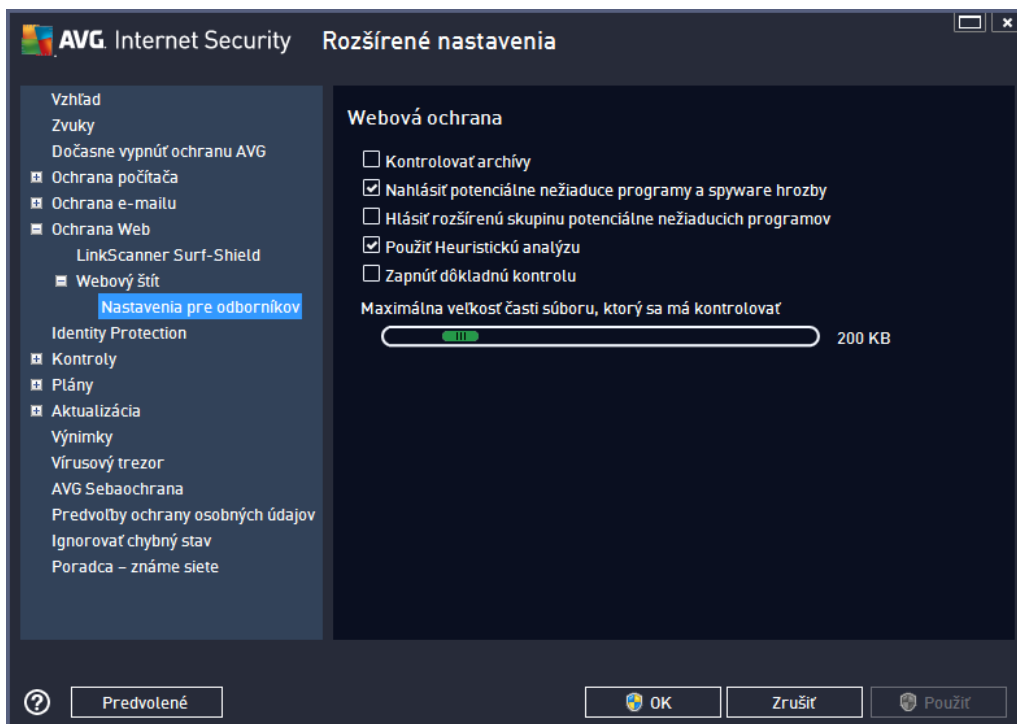 AVG. Internet Security Rozšírené nastavenia
Vzhľad
Zvuky
Dočasne vypnúť ochranu AVG
Ochrana počítača
Ochrana e-mailu
Ochrana Web
LinkScanner Surf-Shield
Webový štít
Nastavenia pre odborníkov
Identity Protection
Kontroly
Plány
Aktualizácia
Výnimky
Vírusový trezor
AVG Sebaochrana
Predvoľby ochrany osobných údajov
Ignorovať chybný stav
Poradca – známe siete
Webová ochrana
Kontrolovať archívy
Nahlásiť potenciálne nežiaduce programy a spyware hrozby
Hlásiť rozšírenú skupinu potenciálne nežiaducich programov
Použiť Heuristickú analýzu
Zapnúť dôkladnú kontrolu
Maximálna veľkosť časti súboru, ktorý sa má kontrolovať
200 KB
Predvolené
OK
Zrušiť
Použiť